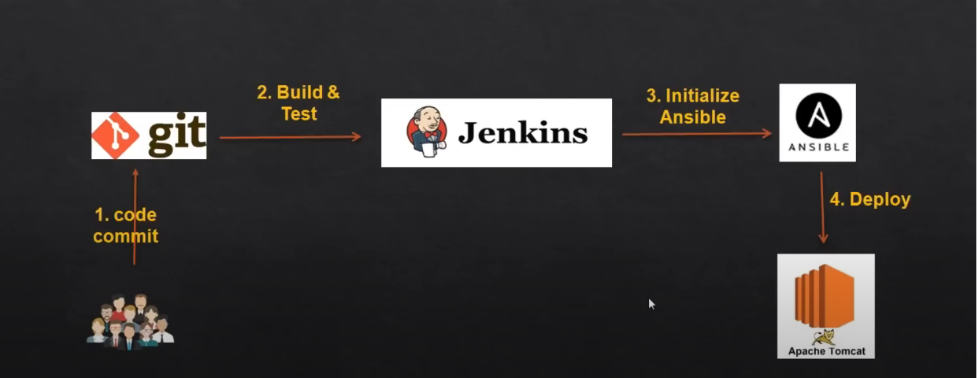 2. Build &
Test
3. Initialize
Ansible
git
Jenkins
ANSIBLE
1. code
commit
4. Deploy
Apache Tomcat